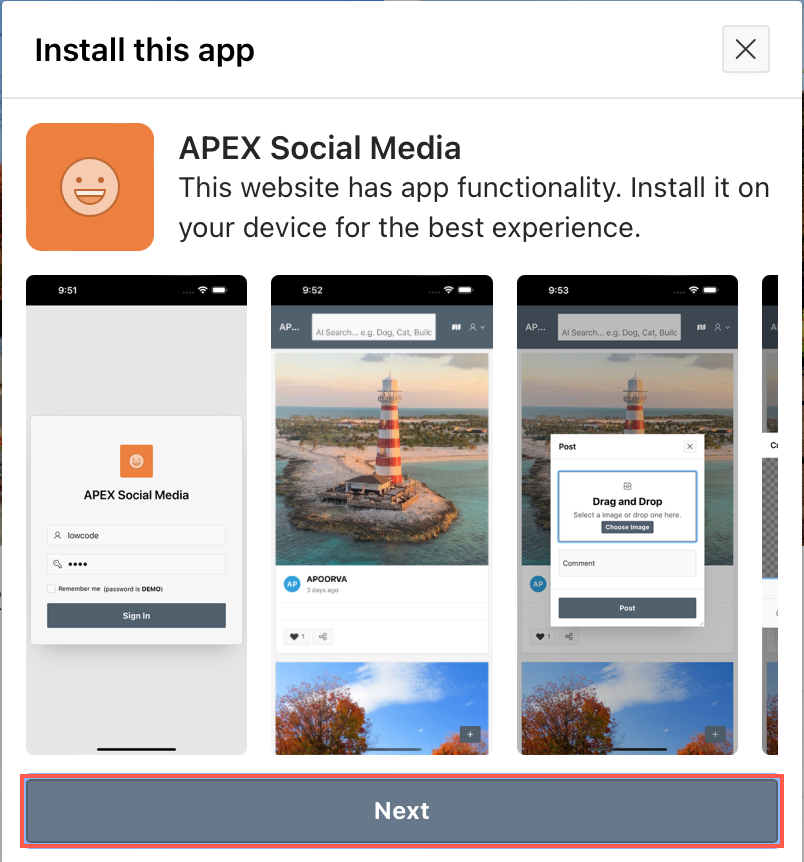 Install this app
APEX Social Media
This website has app functionality. Install it on
your device for the best experience.
9:51
APEX Social Media
lowcode
Remember me (password is DEMO)
Sign In
9:52
AP...
AI Search... e.g. Dog, Cat, Builc
AP
APOORVA
3 days ago
1
9:53
AP...
AI Search... e.g. Dog, Cat, Builc
Post
Drag and Drop
Select a image or drop one here.
Choose Image
Comment
Post
AP
1
Next